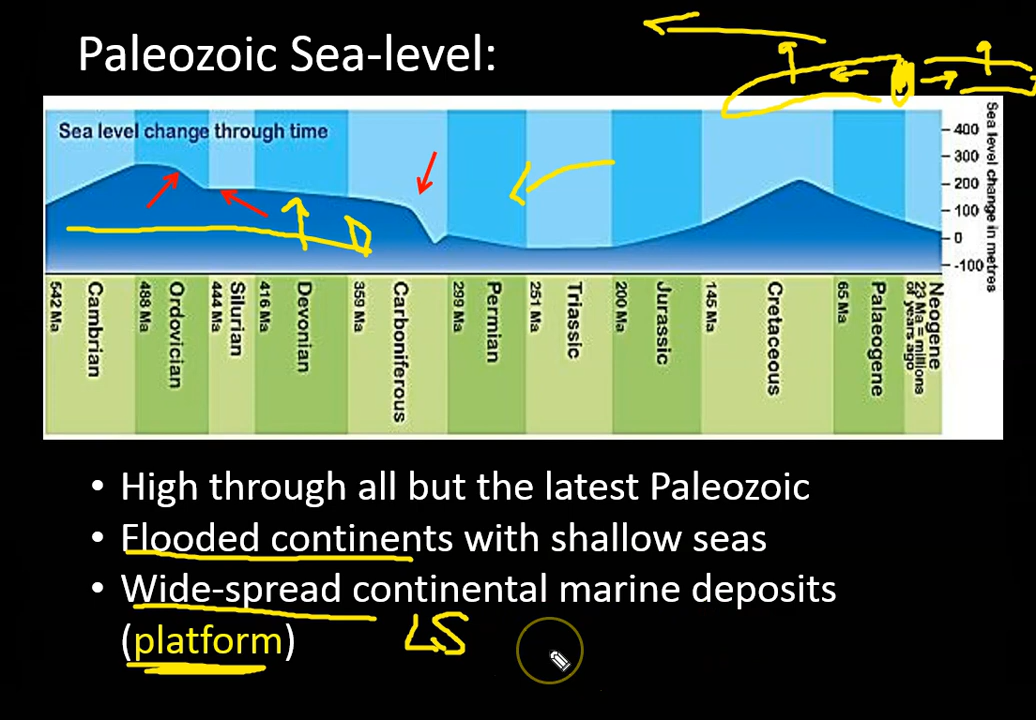 Paleozoic Sea-level:
Sea level change through time
400
300
200
100
0
-100
Sea level change in metres
542 Ma
Cambrian
488 Ma
Ordovician
444 Ma
Silurian
416 Ma
Devonian
359 Ma
Carboniferous
299 Ma
Permian
251 Ma
Triassic
200 Ma
Jurassic
145 Ma
Cretaceous
65 Ma
Palaeogene
23 Ma = millions
of years ago
Neogene
• High through all but the latest Paleozoic
• Flooded continents with shallow seas
• Wide-spread continental marine deposits
(platform) LS